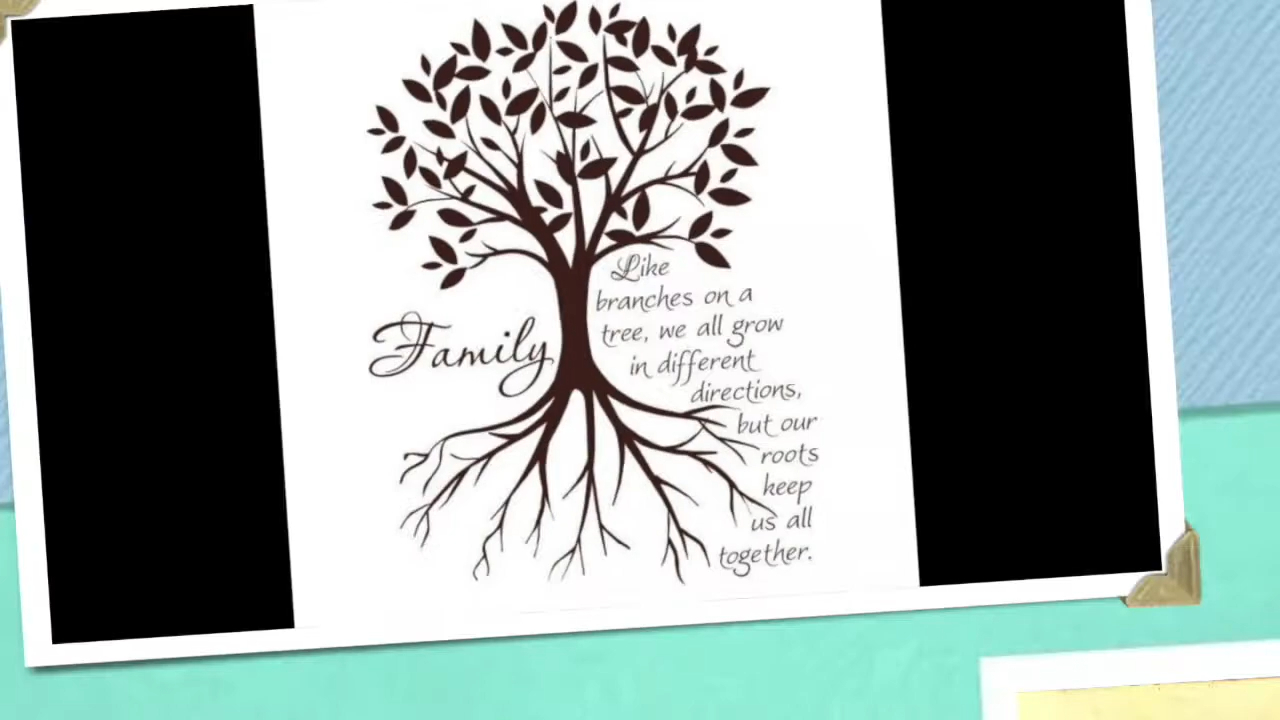 Family
Like
branches on a
tree, we all grow
in different
directions,
but our
roots
keep
us all
together.